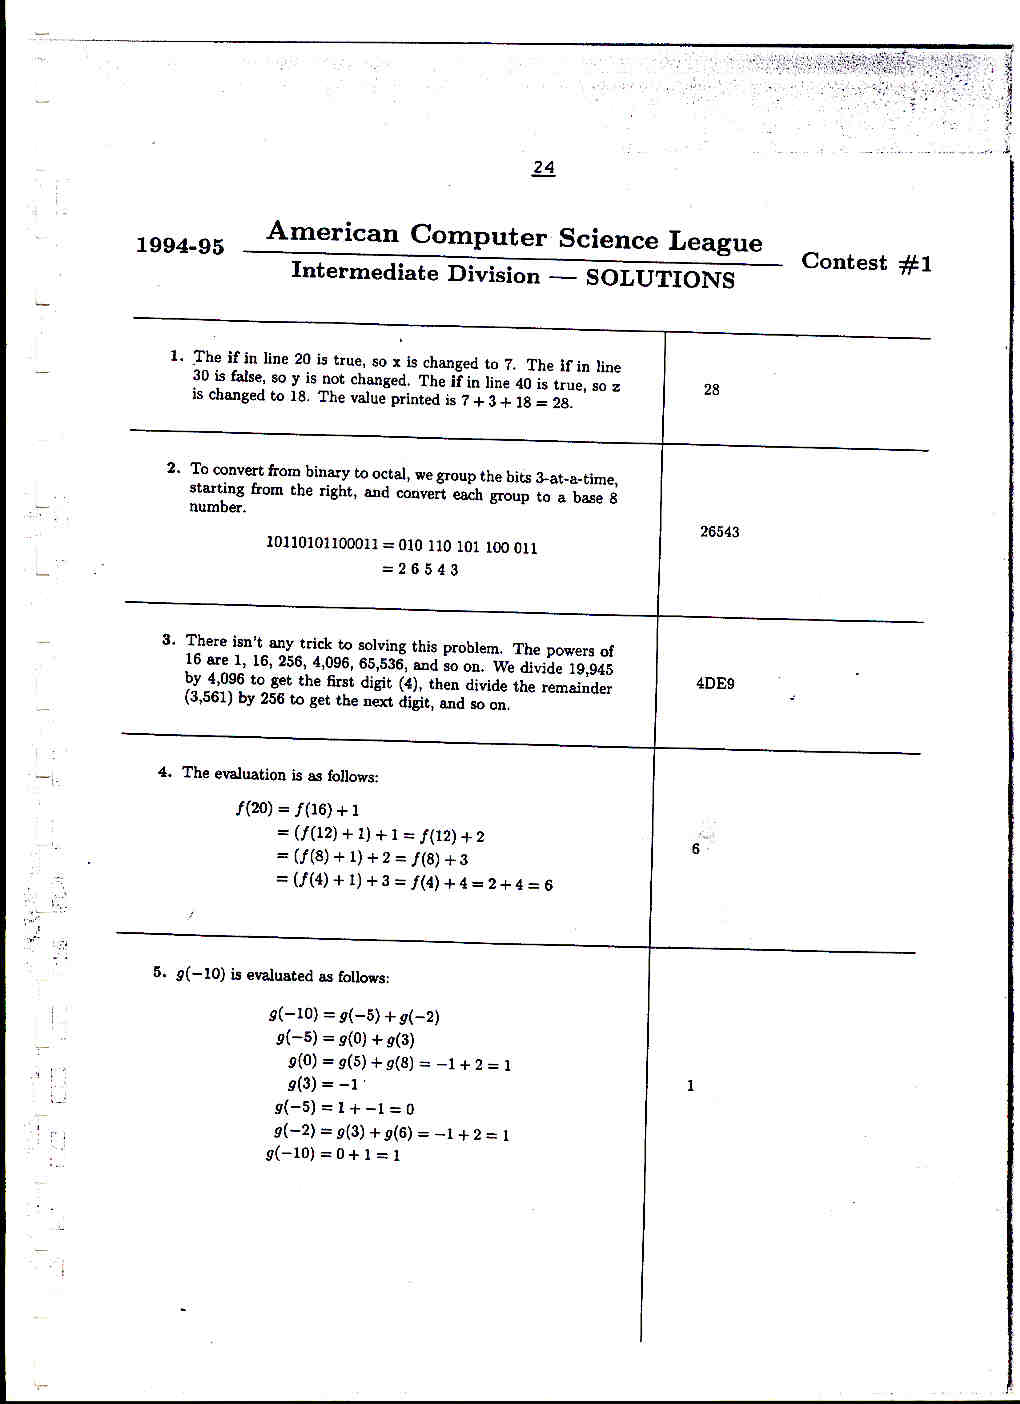 24
1994-95 American Computer Science League Contest #1
Intermediate Division — SOLUTIONS
1. The if in line 20 is true, so x is changed to 7. The if in line
30 is false, so y is not changed. The if in line 40 is true, so z
is changed to 18. The value printed is 7 + 3 + 18 = 28.
28
2. To convert from binary to octal, we group the bits 3-at-a-time,
starting from the right, and convert each group to a base 8
number.
10110101100011 = 010 110 101 100 011
= 2 6 5 4 3
26543
3. There isn't any trick to solving this problem. The powers of
16 are 1, 16, 256, 4,096, 65,536, and so on. We divide 19,945
by 4,096 to get the first digit (4), then divide the remainder
(3,561) by 256 to get the next digit, and so on.
4DE9
4. The evaluation is as follows:
f(20) = f(16) + 1
= (f(12) + 1) + 1 = f(12) + 2
= (f(8) + 1) + 2 = f(8) + 3
= (f(4) + 1) + 3 = f(4) + 4 = 2 + 4 = 6
6
5. g(−10) is evaluated as follows:
g(−10) = g(−5) + g(−2)
g(−5) = g(0) + g(3)
g(0) = g(5) + g(8) = −1 + 2 = 1
g(3) = −1
g(−5) = 1 + −1 = 0
g(−2) = g(3) + g(6) = −1 + 2 = 1
g(−10) = 0 + 1 = 1
1